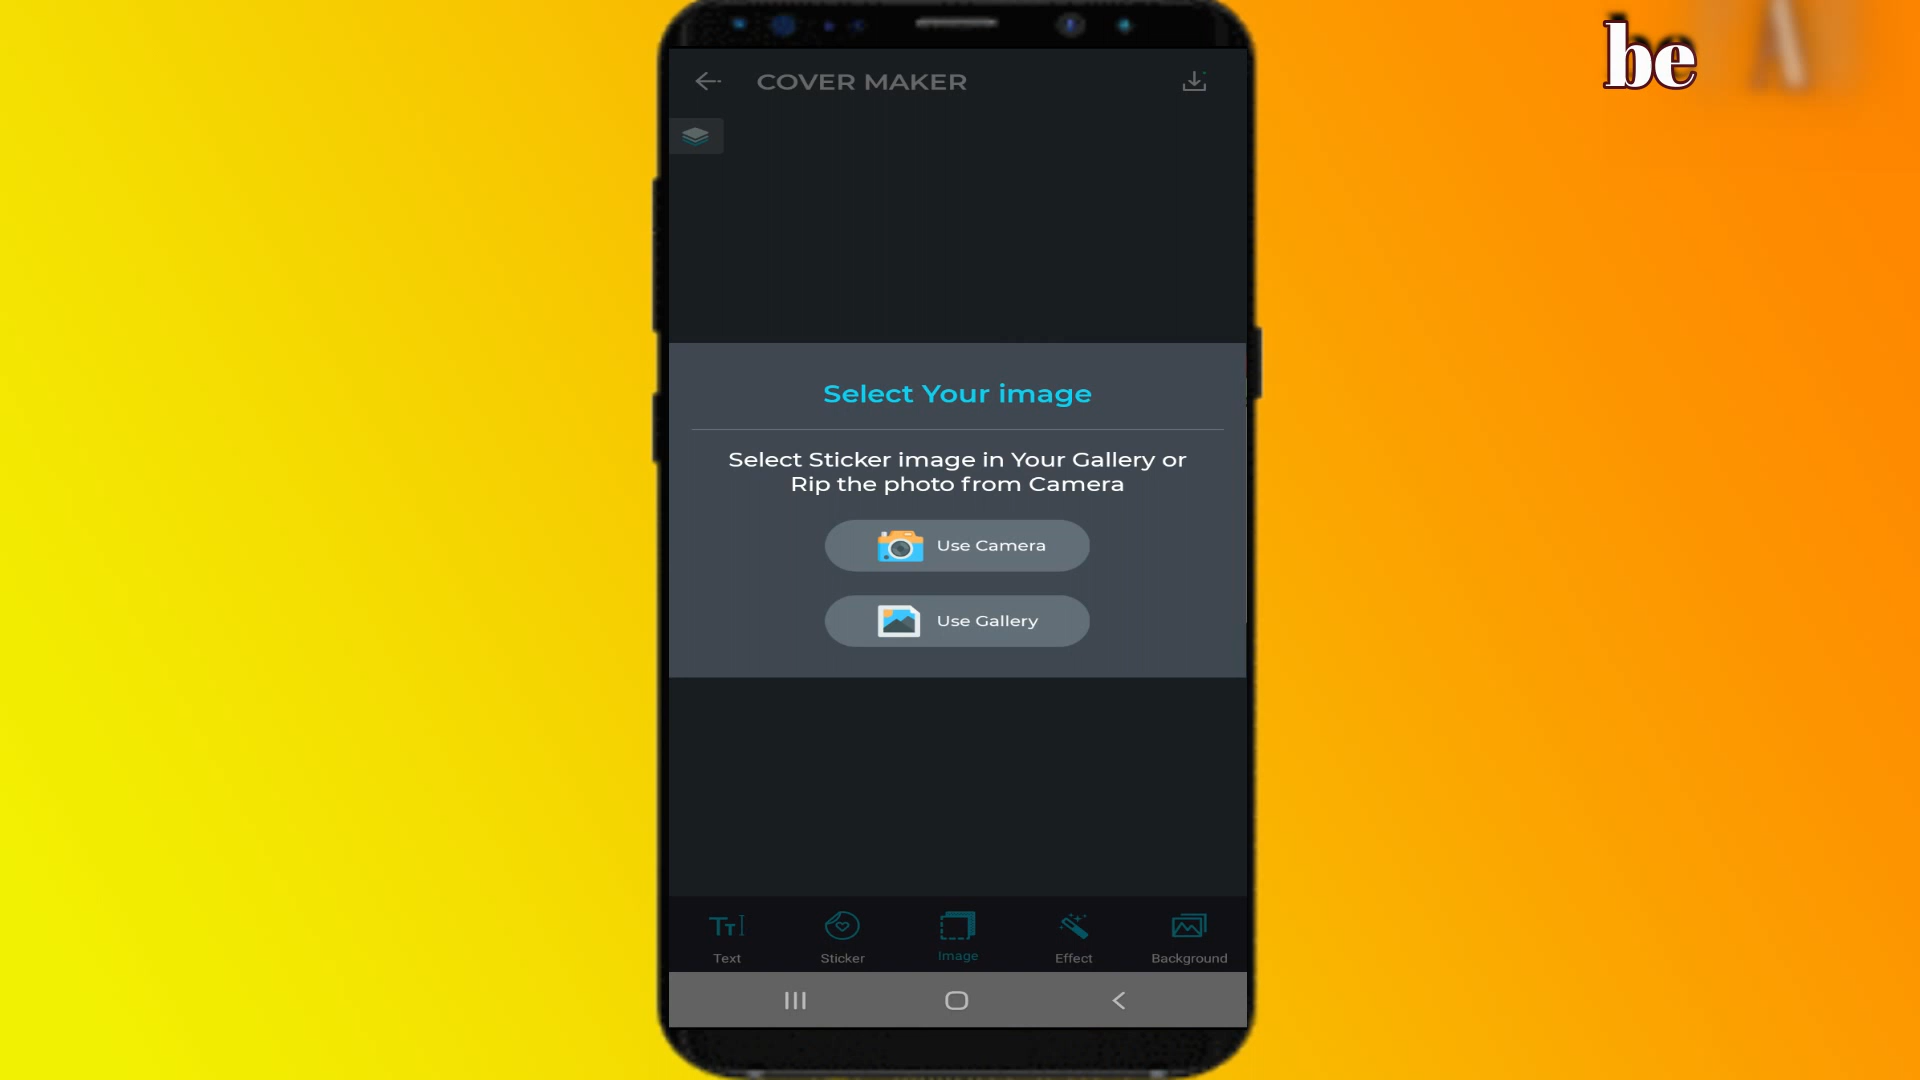 be
COVER MAKER
Select Your image
Select Sticker image in Your Gallery or
Rip the photo from Camera
Use Camera
Use Gallery
Text
Sticker
Image
Effect
Background